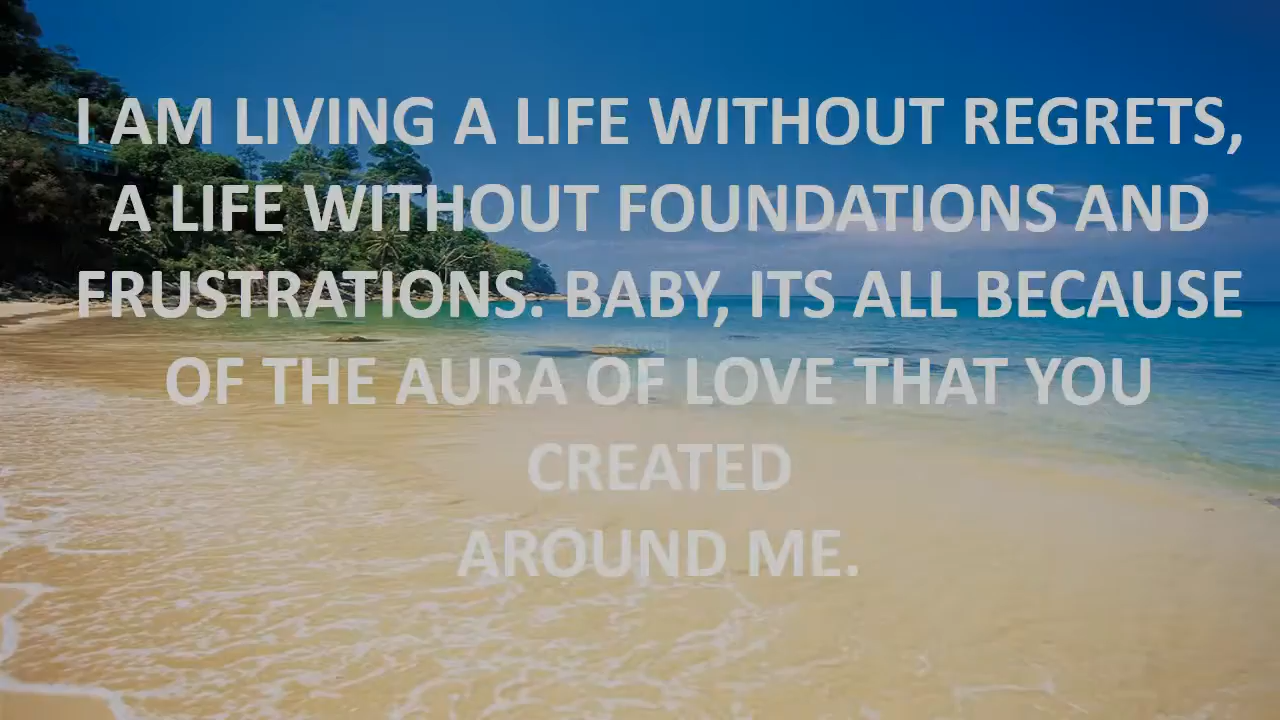 I AM LIVING A LIFE WITHOUT REGRETS,
A LIFE WITHOUT FOUNDATIONS AND
FRUSTRATIONS. BABY, ITS ALL BECAUSE
OF THE AURA OF LOVE THAT YOU
CREATED
AROUND ME.